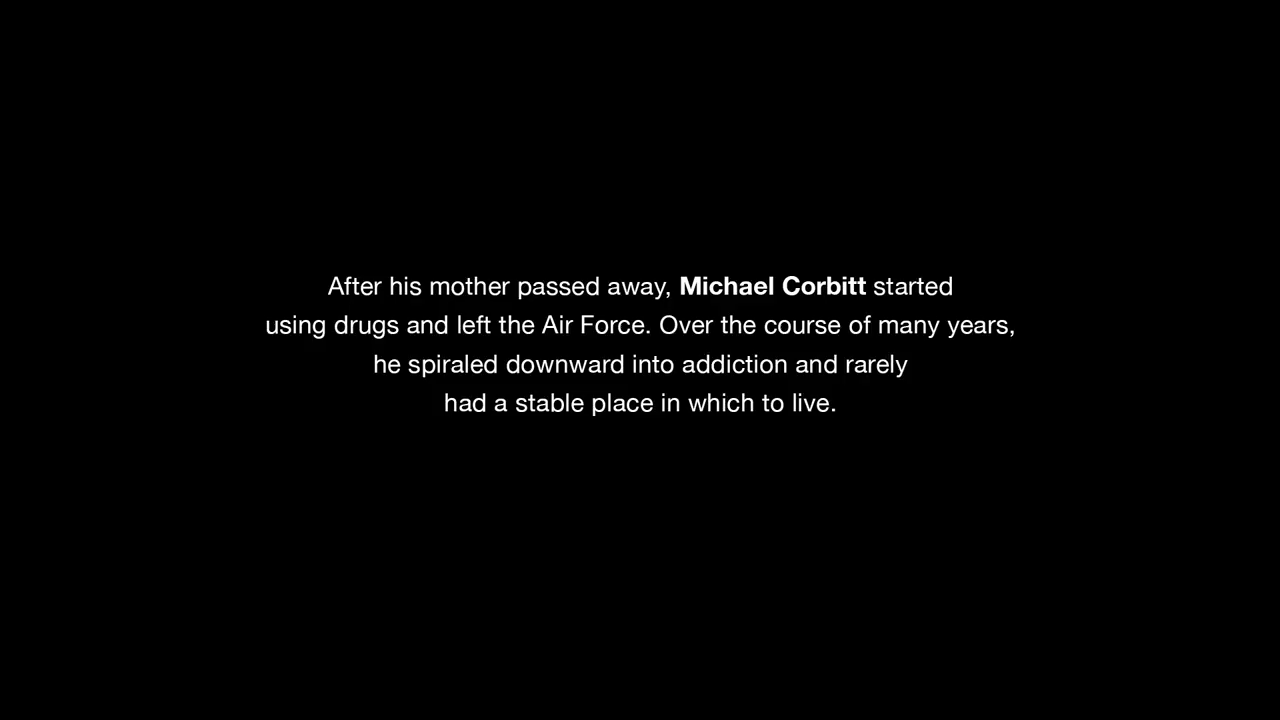 After his mother passed away, Michael Corbitt started
using drugs and left the Air Force. Over the course of many years,
he spiraled downward into addiction and rarely
had a stable place in which to live.